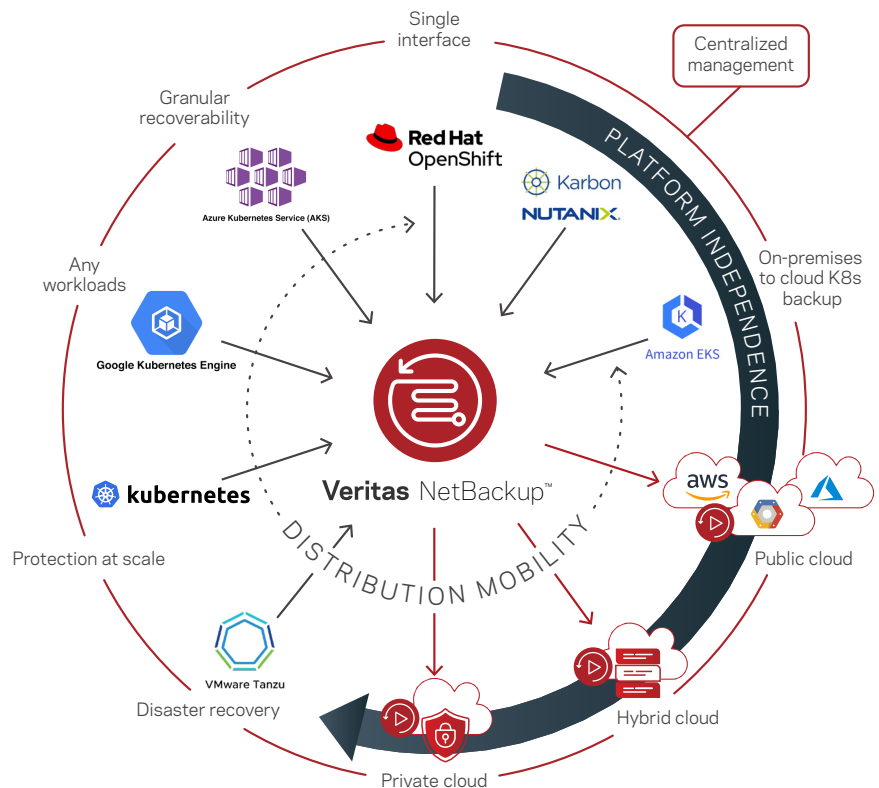 Single
interface
Centralized
management
Granular
recoverability
Red Hat
OpenShift
Karbon
NUTANIX®
Azure Kubernetes Service (AKS)
PLATFORM INDEPENDENCE
Any
workloads
On-premises
to cloud K8s
backup
Google Kubernetes Engine
K
Amazon EKS
kubernetes
Veritas NetBackup™
aws
DISTRIBUTION MOBILITY
Protection at scale
Public cloud
VMware Tanzu
Disaster recovery
Hybrid cloud
Private cloud